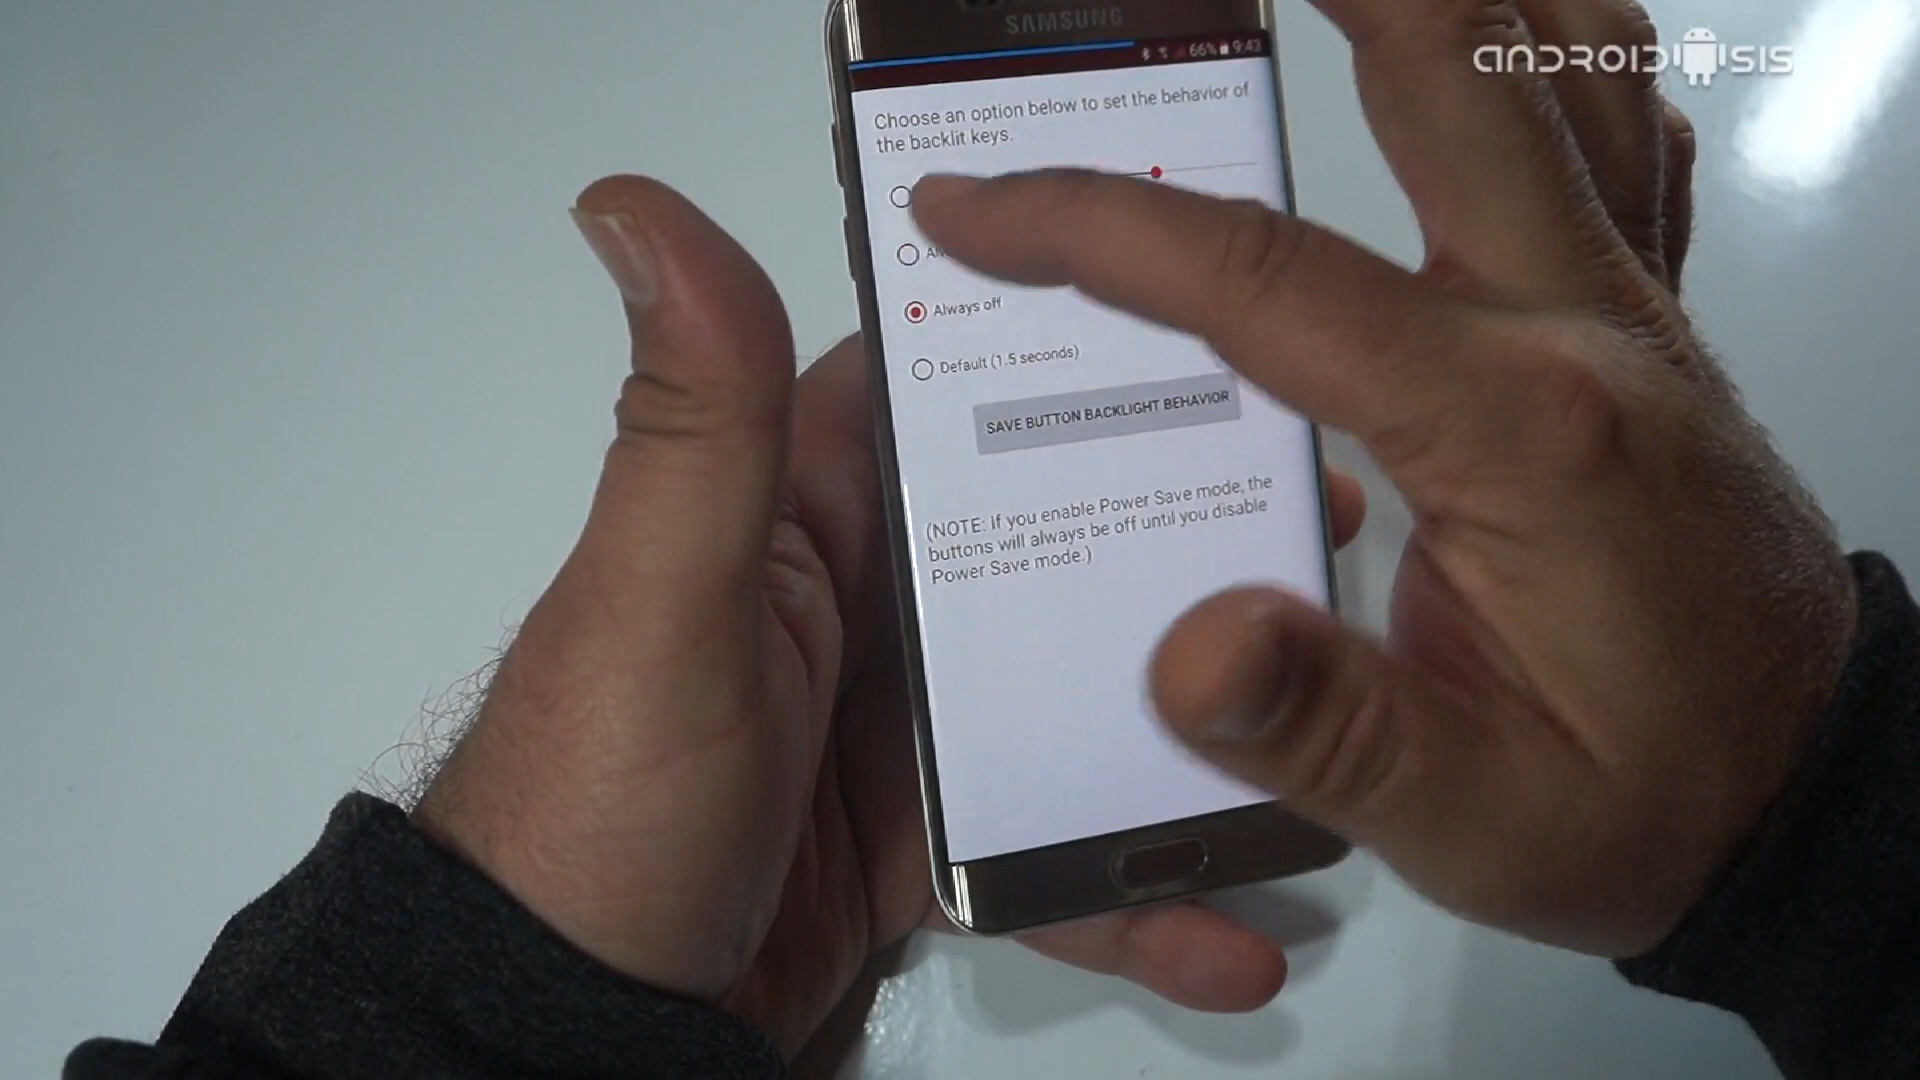 SAMSUNG
ANDROIDSIS
66% 9:43
Choose an option below to set the behavior of
the backlit keys.
Always off
Default (1.5 seconds)
SAVE BUTTON BACKLIGHT BEHAVIOR
(NOTE: If you enable Power Save mode, the
buttons will always be off until you disable
Power Save mode.)